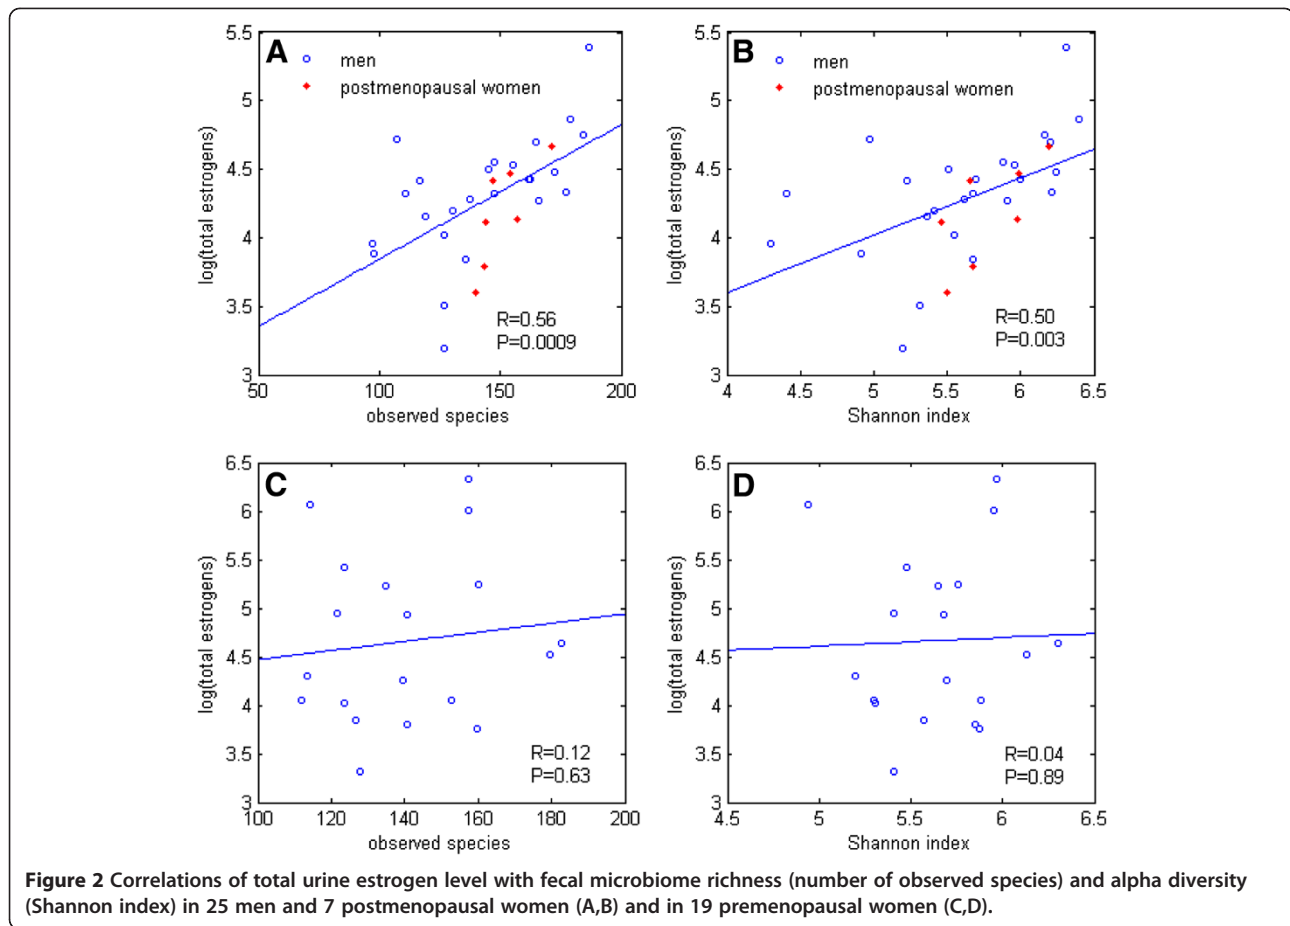 A
men
postmenopausal women
5.5
5
4.5
4
3.5
3
log(total estrogens)
R=0.56
P=0.0009
50 100 150 200
observed species
B
men
postmenopausal women
5.5
5
4.5
4
3.5
3
log(total estrogens)
R=0.50
P=0.003
4 4.5 5 5.5 6 6.5
Shannon index
C
6.5
6
5.5
5
4.5
4
3.5
3
log(total estrogens)
R=0.12
P=0.63
100 120 140 160 180 200
observed species
D
6.5
6
5.5
5
4.5
4
3.5
3
log(total estrogens)
R=0.04
P=0.89
4.5 5 5.5 6 6.5
Shannon index
Figure 2 Correlations of total urine estrogen level with fecal microbiome richness (number of observed species) and alpha diversity
(Shannon index) in 25 men and 7 postmenopausal women (A,B) and in 19 premenopausal women (C,D).